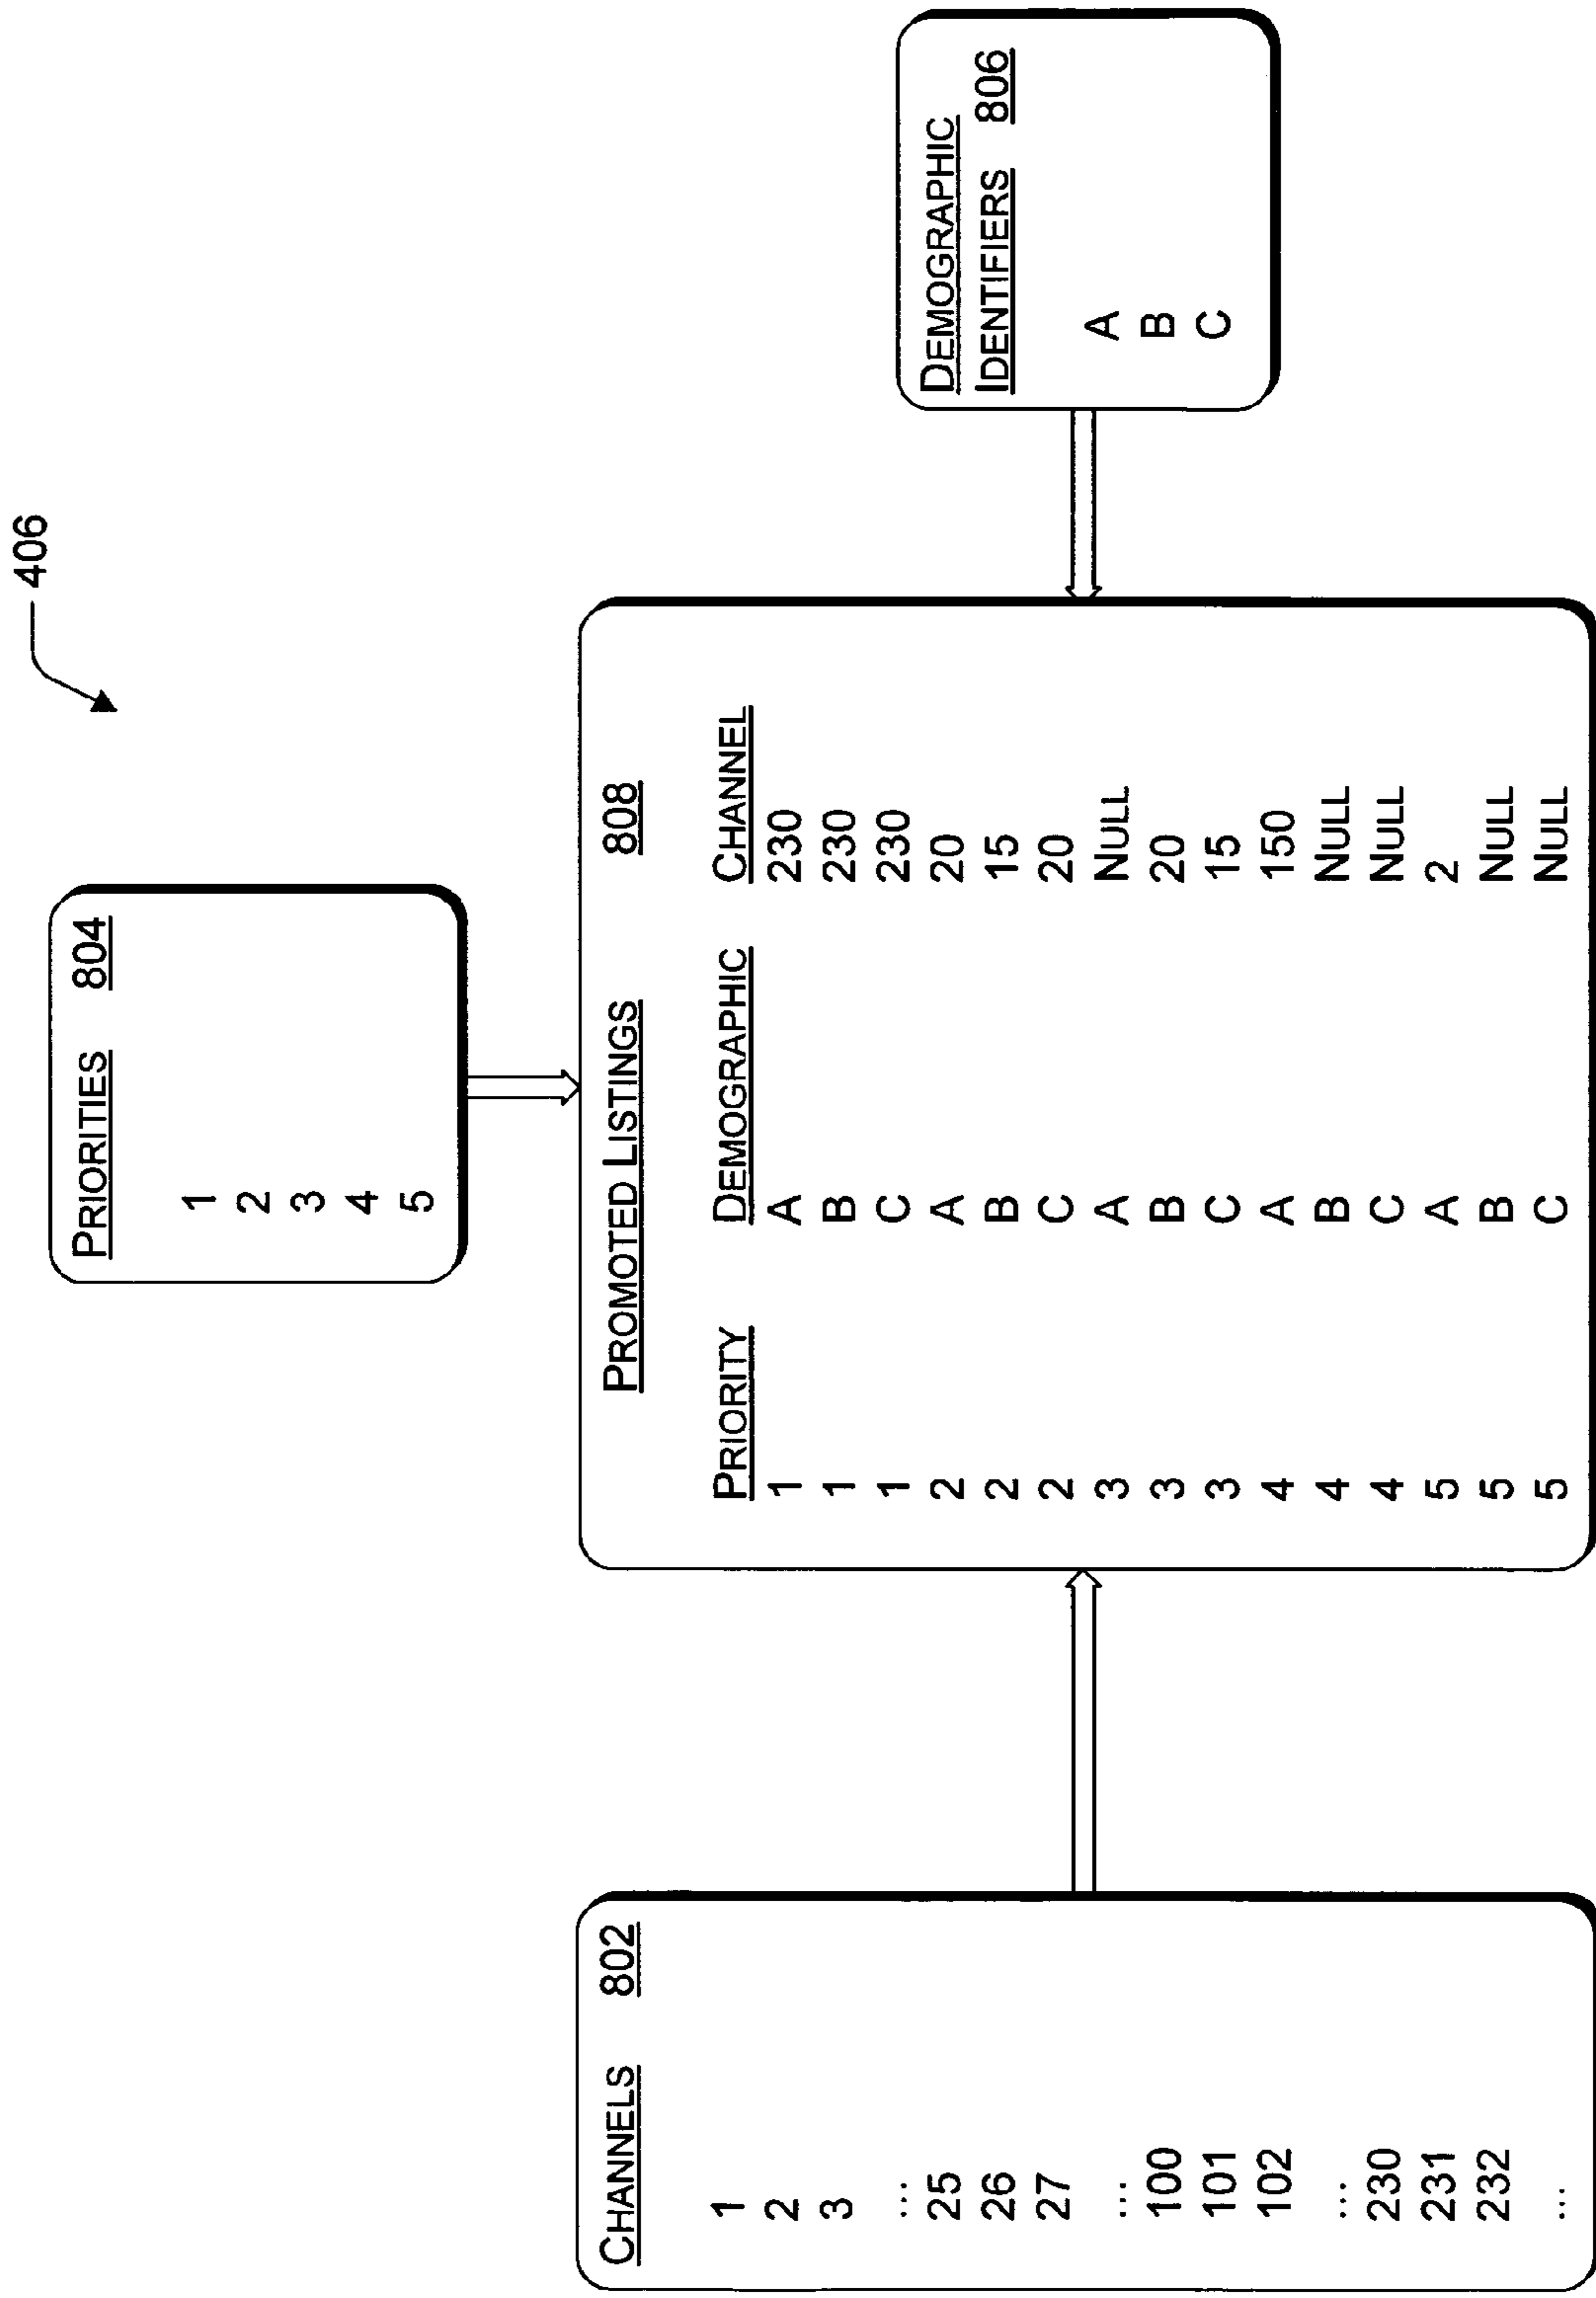 406
PRIORITIES 804
1
2
3
4
5
CHANNELS 802
1
2
3
...
25
26
27
...
100
101
102
...
230
231
232
...
PROMOTED LISTINGS 808
PRIORITY DEMOGRAPHIC CHANNEL
1 A 230
1 B 230
1 C 230
2 A 20
2 B 15
2 C 20
3 A NULL
3 B 20
3 C 15
4 A 150
4 B NULL
4 C NULL
5 A 2
5 B NULL
5 C NULL
DEMOGRAPHIC
IDENTIFIERS 806
A
B
C